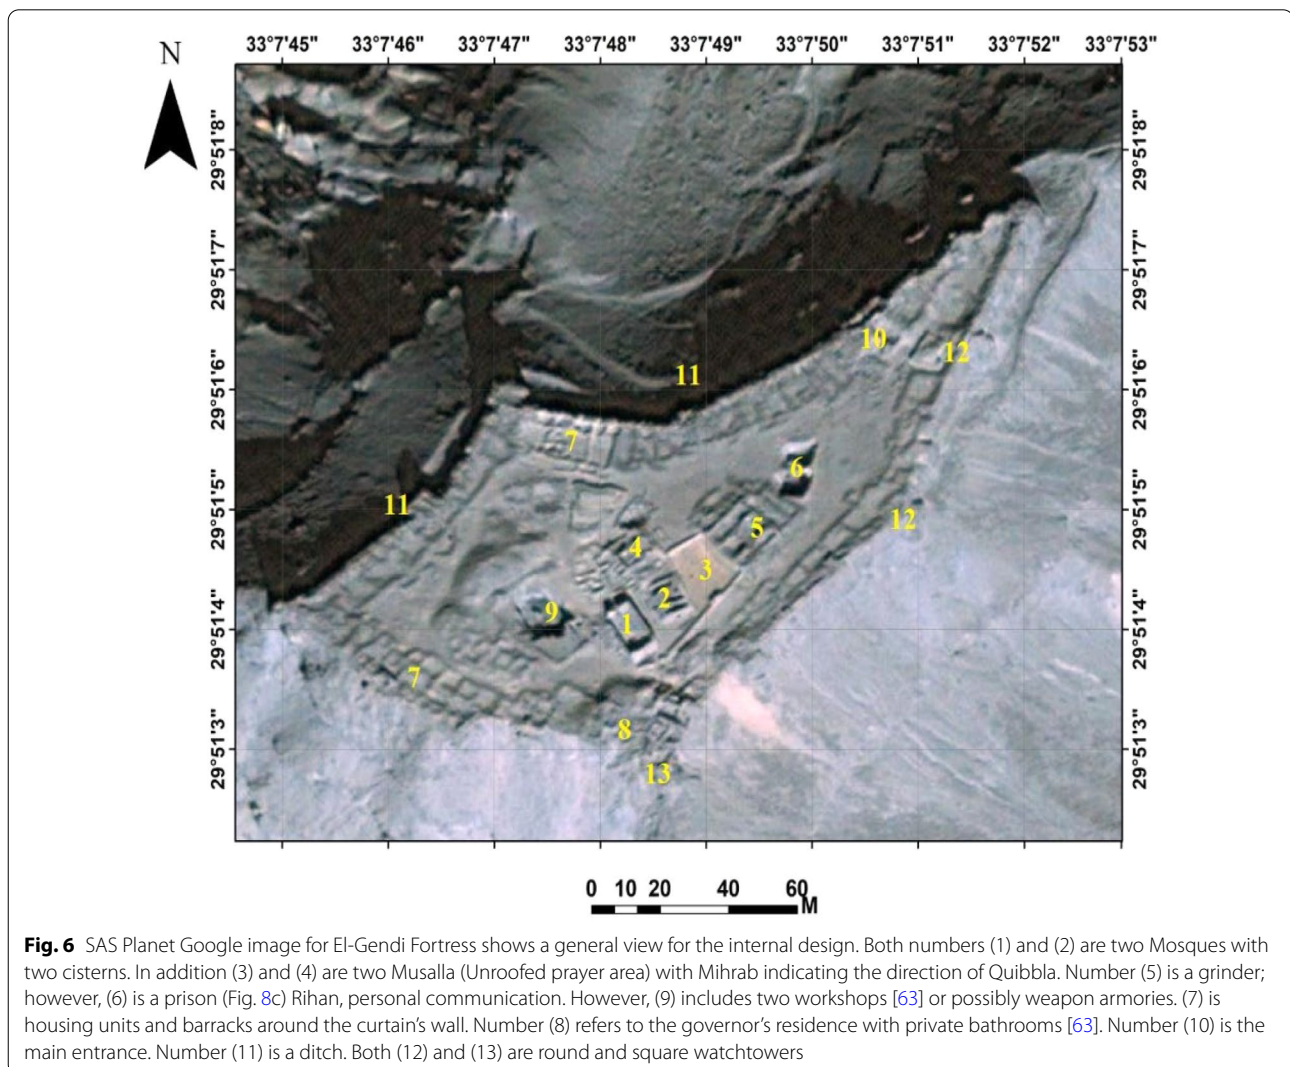 33°7'45" 33°7'46" 33°7'47" 33°7'48" 33°7'49" 33°7'50" 33°7'51" 33°7'52" 33°7'53"
N
29°51'8" 29°51'8"
29°51'7" 29°51'7"
10
12
11
29°51'6" 29°51'6"
7
6
11
29°51'5" 5 12 29°51'5"
4
3
2
9
1
29°51'4" 29°51'4"
7
8
29°51'3" 29°51'3"
13
0 10 20 40 60
M
Fig. 6 SAS Planet Google image for El-Gendi Fortress shows a general view for the internal design. Both numbers (1) and (2) are two Mosques with
two cisterns. In addition (3) and (4) are two Musalla (Unroofed prayer area) with Mihrab indicating the direction of Quibbla. Number (5) is a grinder;
however, (6) is a prison (Fig. 8c) Rihan, personal communication. However, (9) includes two workshops [63] or possibly weapon armories. (7) is
housing units and barracks around the curtain's wall. Number (8) refers to the governor's residence with private bathrooms [63]. Number (10) is the
main entrance. Number (11) is a ditch. Both (12) and (13) are round and square watchtowers